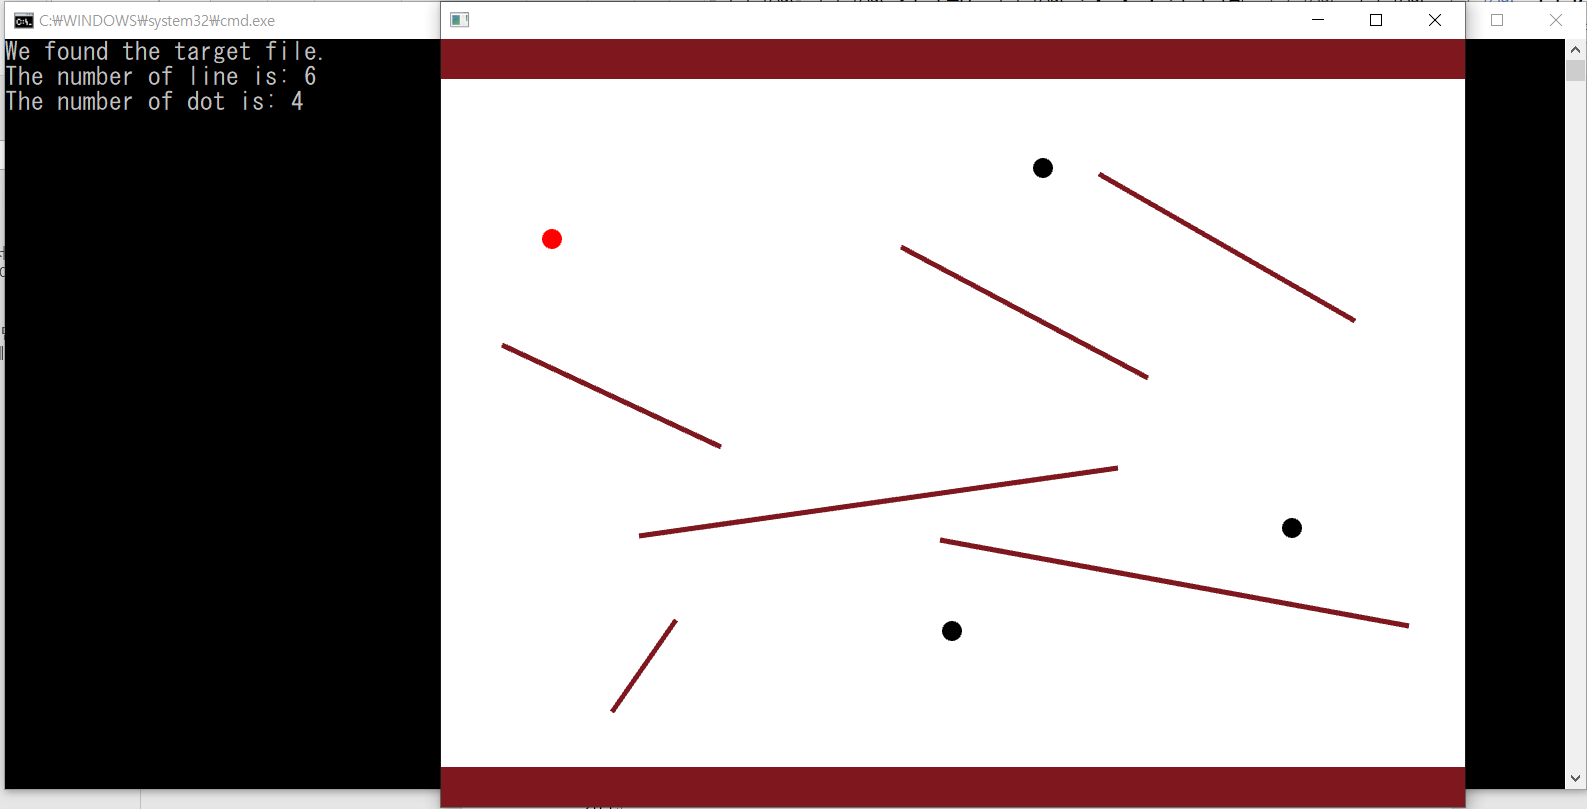 C:₩WINDOWS₩system32₩cmd.exe
We found the target file.
The number of line is: 6
The number of dot is: 4